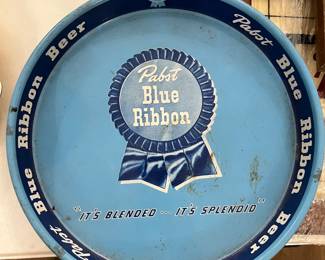 Pabst Blue Ribbon Beer
Pabst Blue Ribbon Beer
Pabst
Blue
Ribbon
"IT'S BLENDED -- IT'S SPLENDID"